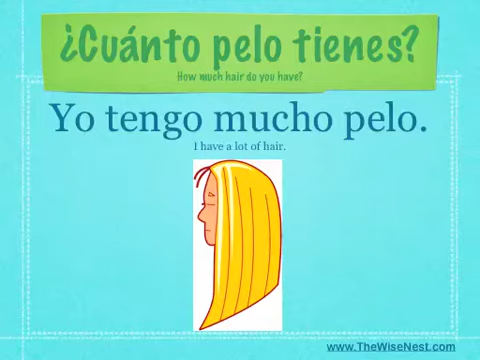 ¿Cuánto pelo tienes?
How much hair do you have?
Yo tengo mucho pelo.
I have a lot of hair.
www.TheWiseNest.com